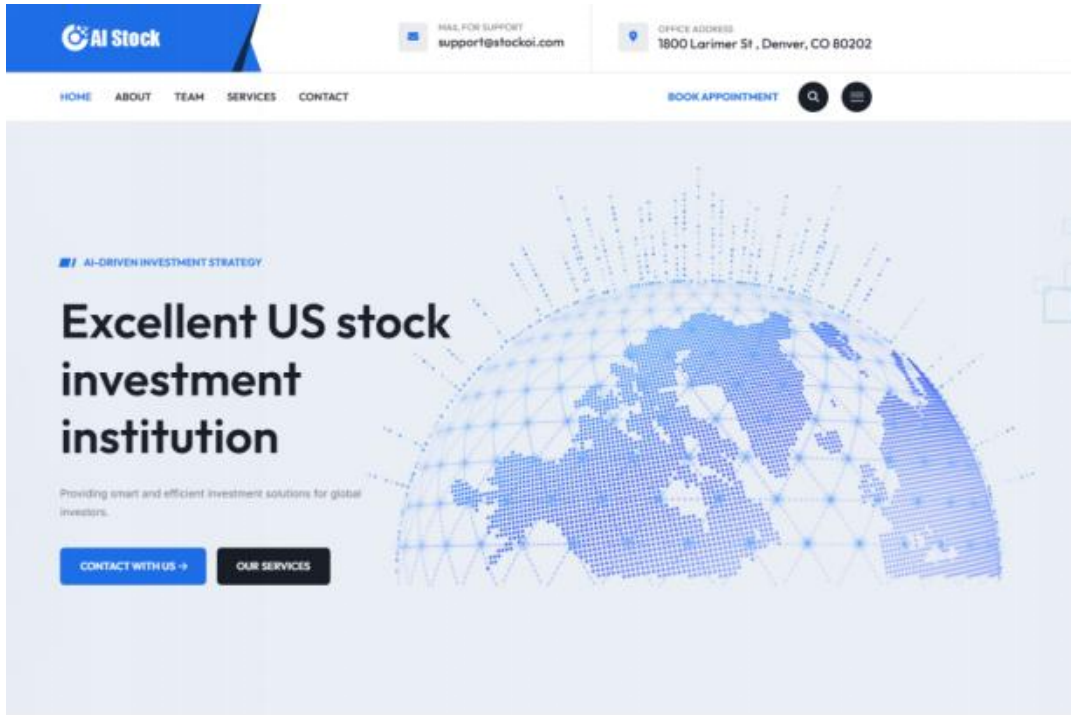 AI Stock
MAIL FOR SUPPORT
support@stockoi.com
OFFICE ADDRESS
1800 Larimer St , Denver, CO 80202
HOME ABOUT TEAM SERVICES CONTACT
BOOK APPOINTMENT
AI-DRIVEN INVESTMENT STRATEGY
Excellent US stock
investment
institution
Providing smart and efficient investment solutions for global
investors.
CONTACT WITH US →
OUR SERVICES